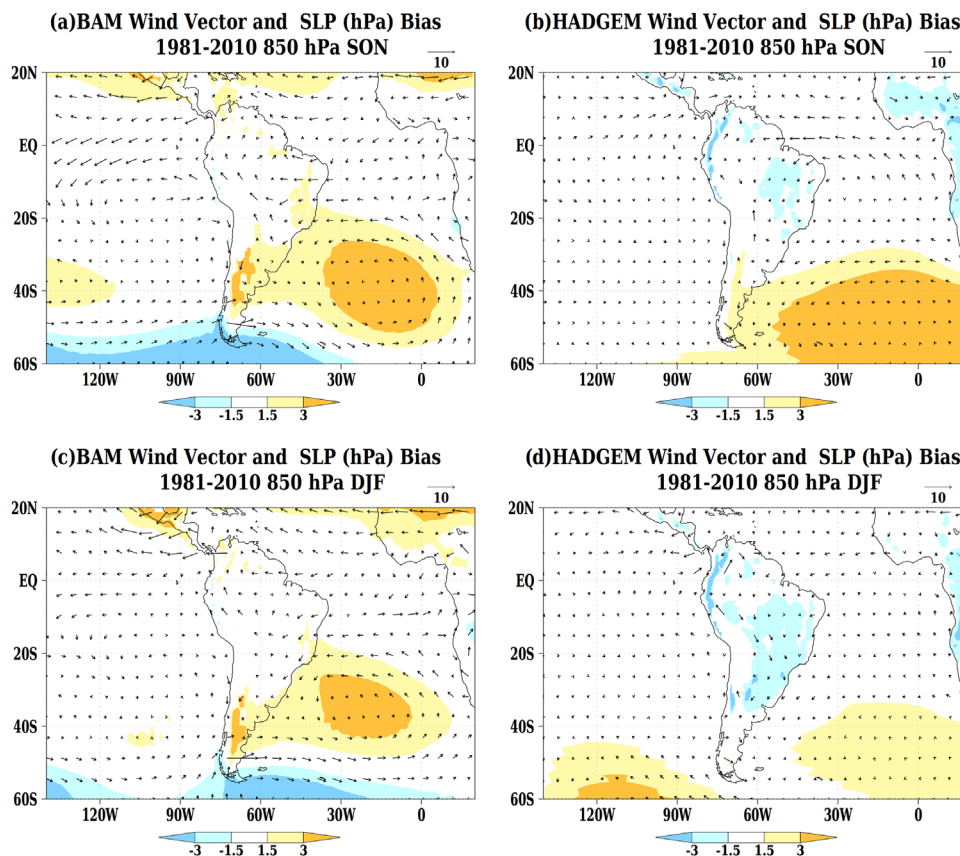 (a)BAM Wind Vector and SLP (hPa) Bias
1981-2010 850 hPa SON
10
20N
EQ
20S
40S
60S
120W 90W 60W 30W 0
-3 -1.5 1.5 3
(b)HADGEM Wind Vector and SLP (hPa) Bias
1981-2010 850 hPa SON
10
20N
EQ
20S
40S
60S
120W 90W 60W 30W 0
-3 -1.5 1.5 3
(c)BAM Wind Vector and SLP (hPa) Bias
1981-2010 850 hPa DJF
10
20N
EQ
20S
40S
60S
120W 90W 60W 30W 0
-3 -1.5 1.5 3
(d)HADGEM Wind Vector and SLP (hPa) Bias
1981-2010 850 hPa DJF
10
20N
EQ
20S
40S
60S
120W 90W 60W 30W 0
-3 -1.5 1.5 3